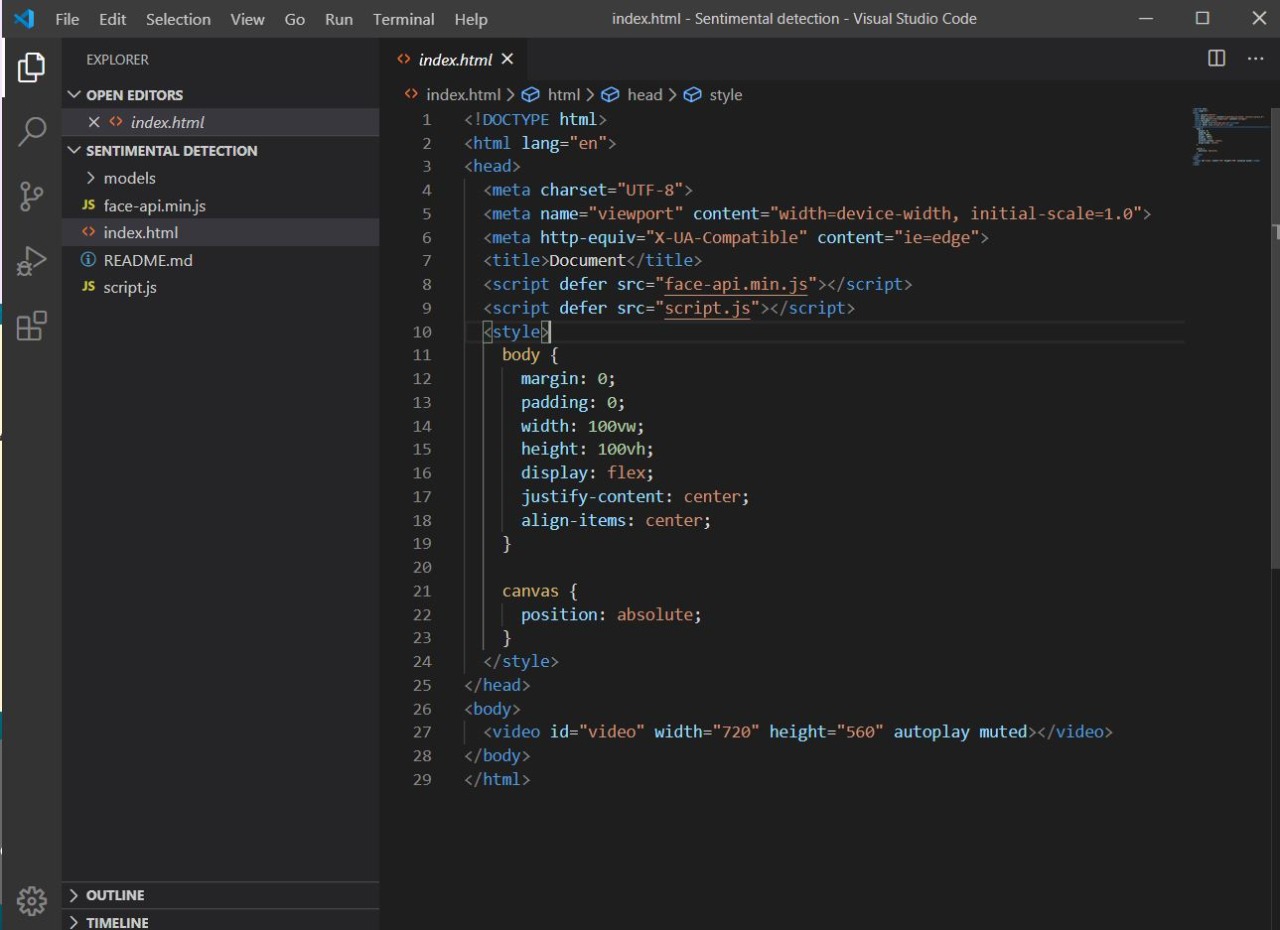 File Edit Selection View Go Run Terminal Help index.html - Sentimental detection - Visual Studio Code
EXPLORER
OPEN EDITORS
index.html
SENTIMENTAL DETECTION
models
JS face-api.min.js
index.html
README.md
JS script.js
OUTLINE
TIMELINE
index.html
index.html > html > head > style
1 <!DOCTYPE html>
2 <html lang="en">
3 <head>
4 <meta charset="UTF-8">
5 <meta name="viewport" content="width=device-width, initial-scale=1.0">
6 <meta http-equiv="X-UA-Compatible" content="ie=edge">
7 <title>Document</title>
8 <script defer src="face-api.min.js"></script>
9 <script defer src="script.js"></script>
10 <style>
11 body {
12 margin: 0;
13 padding: 0;
14 width: 100vw;
15 height: 100vh;
16 display: flex;
17 justify-content: center;
18 align-items: center;
19 }
20
21 canvas {
22 position: absolute;
23 }
24 </style>
25 </head>
26 <body>
27 <video id="video" width="720" height="560" autoplay muted></video>
28 </body>
29 </html>